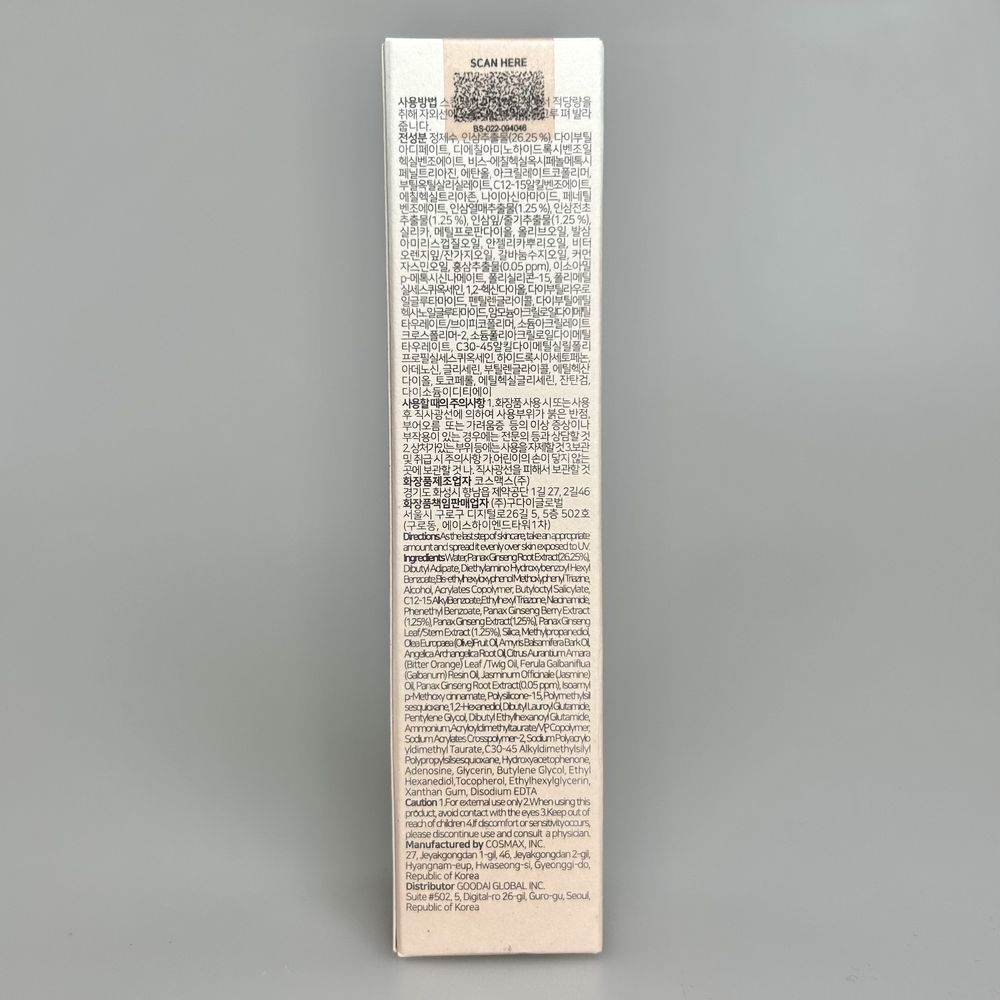 SCAN HERE
BS-022-094046
사용방법 적당량을
취해 자외선에 펴 발라
줍니다.
전성분 정제수, 인삼추출물(26.25 %), 다이부틸
아디페이트, 디에칠아미노하이드록시벤조일
헥실벤조에이트, 비스-에칠헥실옥시페놀메톡시
페닐트리아진, 에탄올, 아크릴레이트코폴리머,
부틸옥틸살리실레이트, C12-15알킬벤조에이트,
에칠헥실트리아존, 나이아신아마이드, 페네틸
벤조에이트, 인삼열매추출물(1.25 %), 인삼전초
추출물(1.25 %), 인삼잎/줄기추출물(1.25 %),
실리카, 메틸프로판다이올, 올리브오일, 발삼
아미리스껍질오일, 안젤리카뿌리오일, 비터
오렌지잎/잔가지오일, 갈바눔수지오일, 커먼
자스민오일, 홍삼추출물(0.05 ppm), 이소아밀
p-메톡시신나메이트, 폴리실리콘-15, 폴리메틸
실세스퀴옥세인, 1,2-헥산다이올, 다이부틸라우로
일글루타마이드, 펜틸렌글라이콜, 다이부틸에틸
헥사노일글루타마이드, 암모늄아크릴로일다이메틸
타우레이트/브이피코폴리머, 소듐아크릴레이트
크로스폴리머-2, 소듐폴리아크릴로일다이메틸
타우레이트, C30-45알킬다이메틸실릴폴리
프로필실세스퀴옥세인, 하이드록시아세토페논,
아데노신, 글리세린, 부틸렌글라이콜, 에틸헥산
다이올, 토코페롤, 에틸헥실글리세린, 잔탄검,
다이소듐이디티에이
사용할 때의 주의사항 1. 화장품 사용 시 또는 사용
후 직사광선에 의하여 사용부위가 붉은 반점,
부어오름 또는 가려움증 등의 이상 증상이나
부작용이 있는 경우에는 전문의 등과 상담할 것
2. 상처가 있는 부위 등에는 사용을 자제할 것 3.보관
및 취급 시 주의사항 가.어린이의 손이 닿지 않는
곳에 보관할 것 나. 직사광선을 피해서 보관할 것
화장품제조업자 코스맥스(주)
경기도 화성시 향남읍 제약공단 1길 27, 2길46
화장품책임판매업자 (주)구다이글로벌
서울시 구로구 디지털로26길 5, 5층 502호
(구로동, 에이스하이엔드타워1차)
Directions As the last step of skincare, take an appropriate
amount and spread it evenly over skin exposed to UV.
Ingredients Water, Panax Ginseng Root Extract(26.25%),
Dibutyl Adipate, Diethylamino Hydroxybenzoyl Hexyl
Benzoate,Bis-ethylhexyloxyphenol Methoxyphenyl Triazine,
Alcohol, Acrylates Copolymer, Butyloctyl Salicylate,
C12-15 AlkylBenzoate,Ethylhexyl Triazone, Niacinamide,
Phenethyl Benzoate, Panax Ginseng Berry Extract
(1.25%), Panax Ginseng Extract(1.25%), Panax Ginseng
Leaf/Stem Extract (1.25%), Silica, Methylpropanediol,
Olea Europaea (Olive)Fruit Oil, Amyris Balsamifera Bark Oil,
Angelica Archangelica Root Oil, Citrus Aurantium Amara
(Bitter Orange) Leaf /Twig Oil, Ferula Galbaniflua
(Galbanum) Resin Oil, Jasminum Officinale (Jasmine)
Oil, Panax Ginseng Root Extract(0.05 ppm), Isoamyl
p-Methoxy cinnamate, Polysilicone-15, Polymethylsil
sesquioxane, 1,2-Hexanediol, Dibutyl Lauroyl Glutamide,
Pentylene Glycol, Dibutyl Ethylhexanoyl Glutamide,
Ammonium,Acryloyldimethyltaurate/VP Copolymer,
Sodium Acrylates Crosspolymer-2, Sodium Polyacrylo
yldimethyl Taurate, C30-45 Alkyldimethylsilyl
Polypropylsilsesquioxane, Hydroxyacetophenone,
Adenosine, Glycerin, Butylene Glycol, Ethyl
Hexanediol,Tocopherol, Ethylhexylglycerin,
Xanthan Gum, Disodium EDTA
Caution 1.For external use only 2.When using this
product, avoid contact with the eyes 3.Keep out of
reach of children 4.If discomfort or sensitivity occurs,
please discontinue use and consult a physician.
Manufactured by COSMAX, INC.
27, Jeyakgongdan 1-gil, 46, Jeyakgongdan 2-gil,
Hyangnam-eup, Hwaseong-si, Gyeonggi-do,
Republic of Korea
Distributor GOODAI GLOBAL INC.
Suite #502, 5, Digital-ro 26-gil, Guro-gu, Seoul,
Republic of Korea